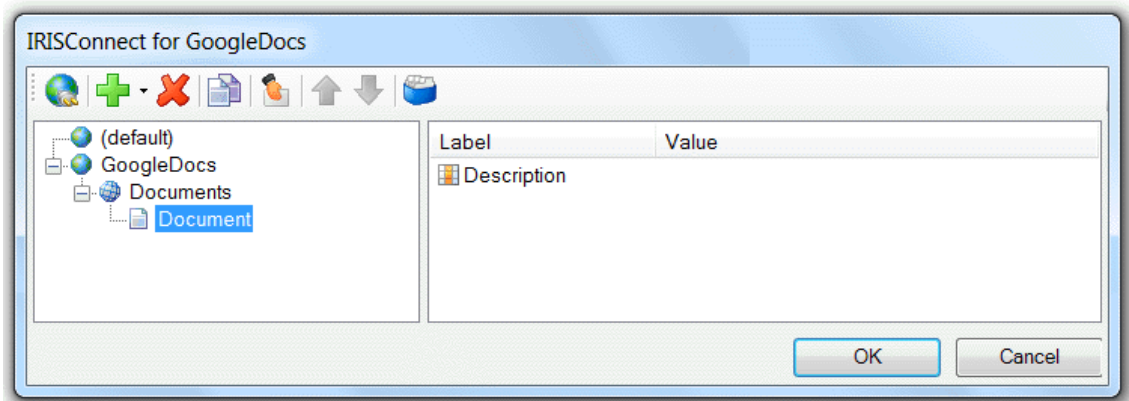 IRISConnect for GoogleDocs
(default)
GoogleDocs
Documents
Document
Label Value
Description
OK Cancel